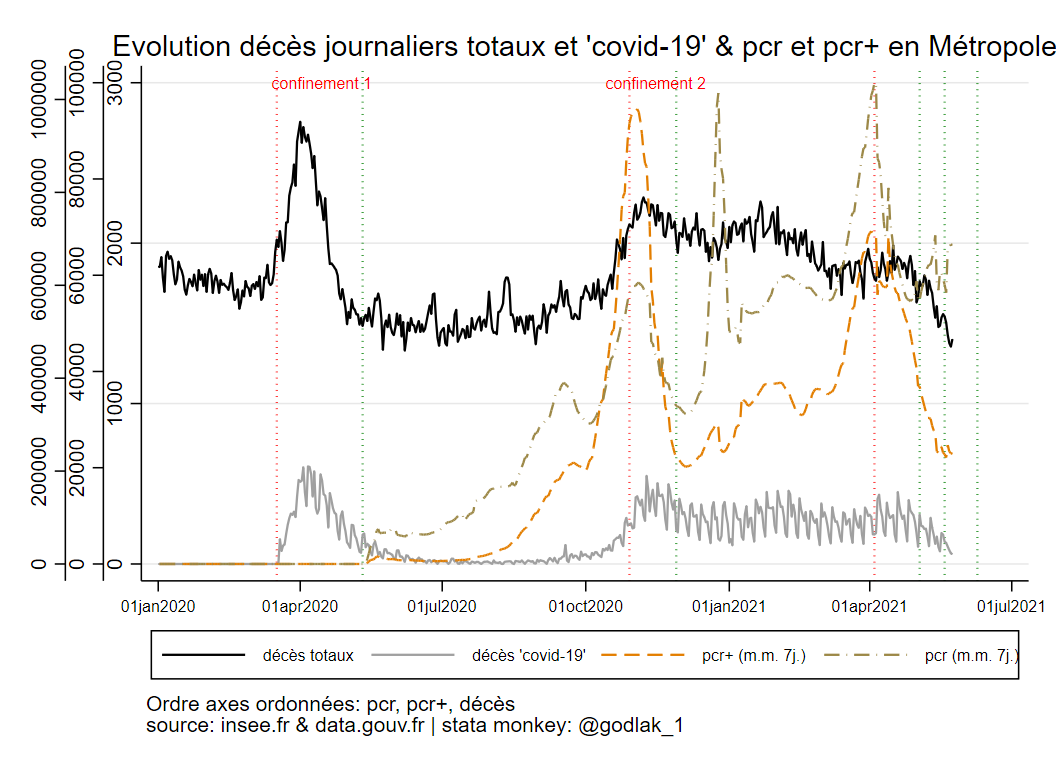 Evolution décès journaliers totaux et 'covid-19' & pcr et pcr+ en Métropole
confinement 1
confinement 2
1000000
800000
600000
400000
200000
0
100000
80000
60000
40000
20000
0
3000
2000
1000
0
01jan2020
01apr2020
01jul2020
01oct2020
01jan2021
01apr2021
01jul2021
décès totaux
décès 'covid-19'
pcr+ (m.m. 7j.)
pcr (m.m. 7j.)
Ordre axes ordonnées: pcr, pcr+, décès
source: insee.fr & data.gouv.fr | stata monkey: @godlak_1